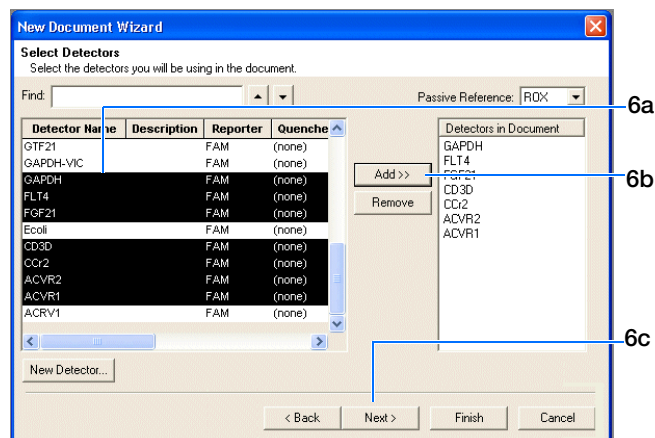 New Document Wizard
Select Detectors
Select the detectors you will be using in the document.
Find:
Passive Reference: ROX
6a
Detector Name Description Reporter Quenche
GTF21 FAM (none)
GAPDH-VIC FAM (none)
GAPDH FAM (none)
FLT4 FAM (none)
FGF21 FAM (none)
Ecoli FAM (none)
CD3D FAM (none)
CCr2 FAM (none)
ACVR2 FAM (none)
ACVR1 FAM (none)
ACRV1 FAM (none)
Add >>
6b
Remove
Detectors in Document
GAPDH
FLT4
FGF21
CD3D
CCr2
ACVR2
ACVR1
6c
New Detector...
< Back Next > Finish Cancel